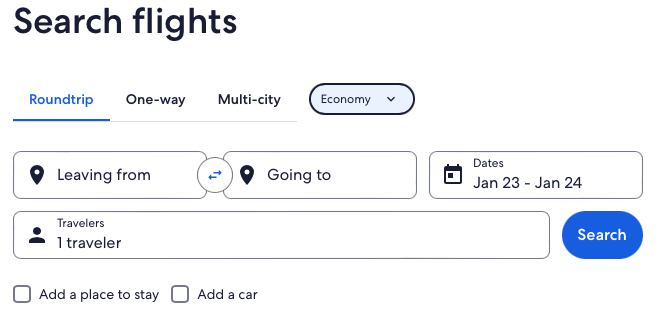 Search flights
Roundtrip One-way Multi-city Economy
Leaving from Going to Dates
Jan 23 - Jan 24
Travelers
1 traveler Search
Add a place to stay Add a car